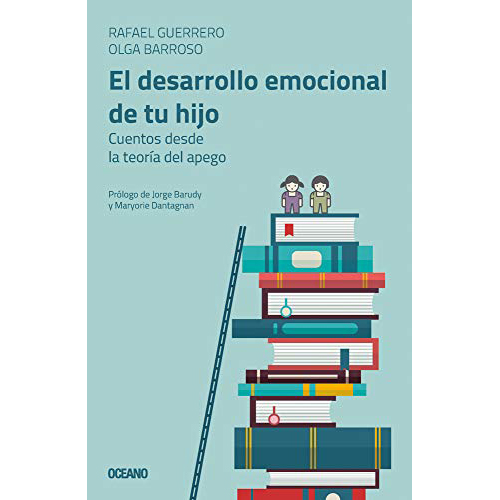 RAFAEL GUERRERO
OLGA BARROSO
El desarrollo emocional
de tu hijo
Cuentos desde
la teoría del apego
Prólogo de Jorge Barudy
y Maryorie Dantagnan
OCEANO